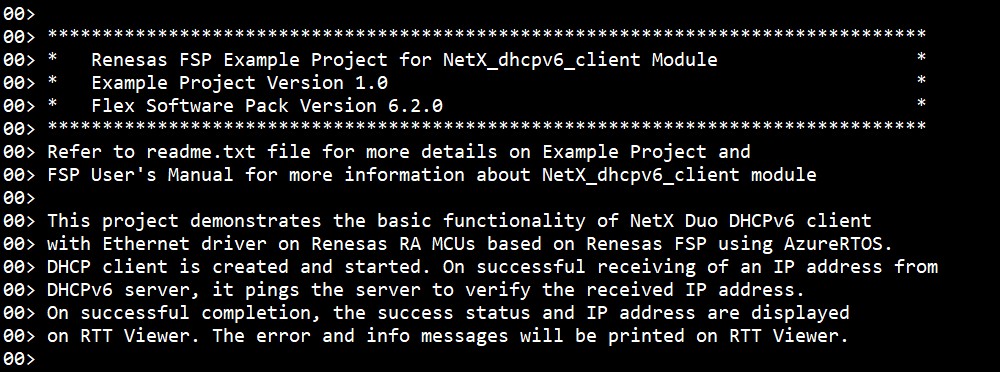 00>
00> ********************************************************************************
00> *   Renesas FSP Example Project for NetX_dhcpv6_client Module                  *
00> *   Example Project Version 1.0                                                *
00> *   Flex Software Pack Version 6.2.0                                           *
00> ********************************************************************************
00> Refer to readme.txt file for more details on Example Project and
00> FSP User's Manual for more information about NetX_dhcpv6_client module
00>
00> This project demonstrates the basic functionality of NetX Duo DHCPv6 client
00> with Ethernet driver on Renesas RA MCUs based on Renesas FSP using AzureRTOS.
00> DHCP client is created and started. On successful receiving of an IP address from
00> DHCPv6 server, it pings the server to verify the received IP address.
00> On successful completion, the success status and IP address are displayed
00> on RTT Viewer. The error and info messages will be printed on RTT Viewer.
00>